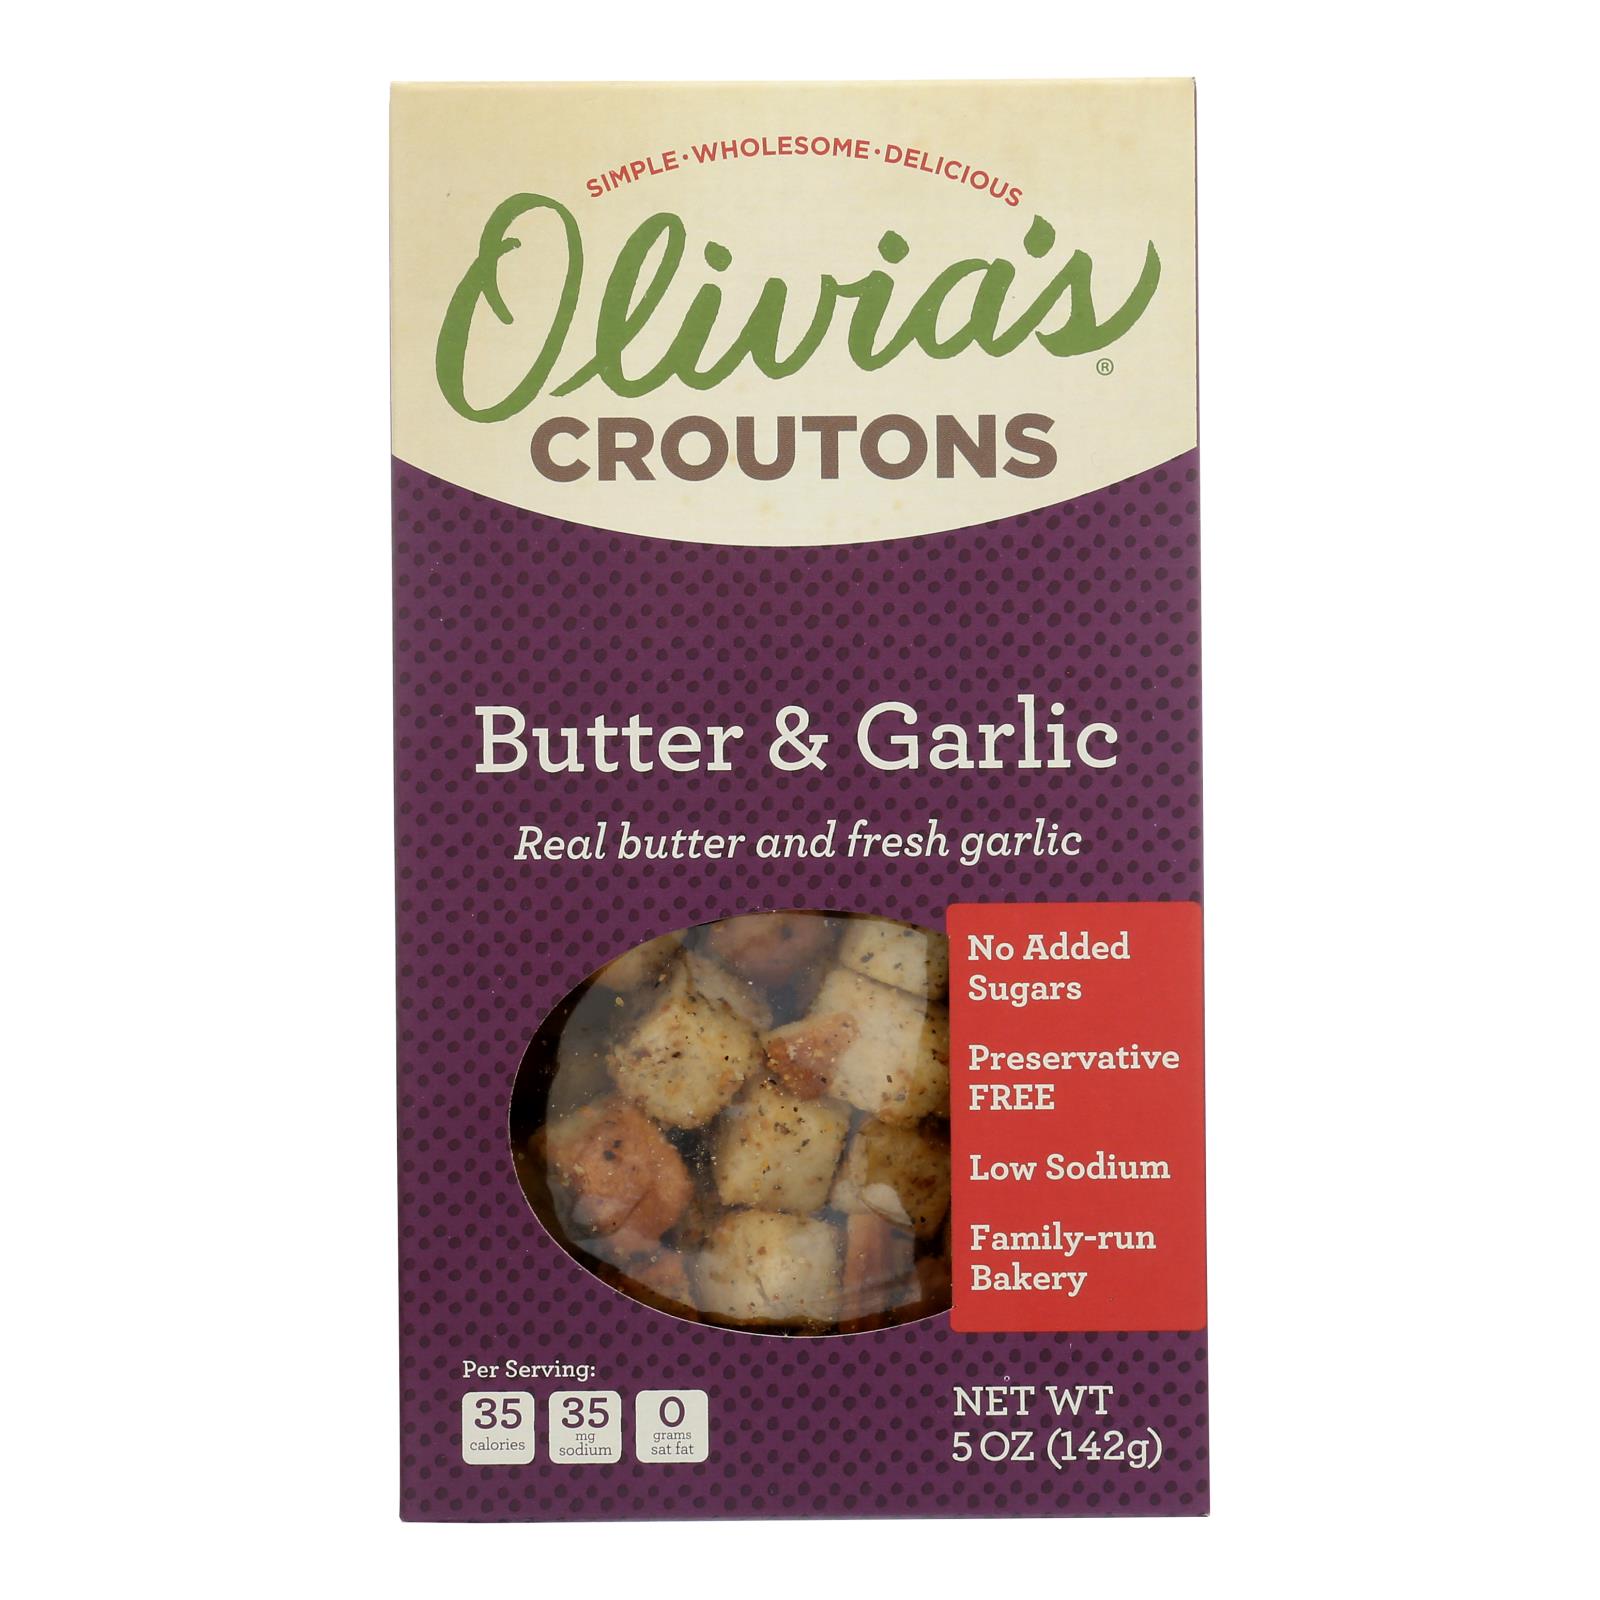 SIMPLE · WHOLESOME · DELICIOUS
Olivia's®
CROUTONS
Butter & Garlic
Real butter and fresh garlic
No Added
Sugars
Preservative
FREE
Low Sodium
Family-run
Bakery
Per Serving:
35 calories
35 mg sodium
0 grams sat fat
NET WT
5 OZ (142g)